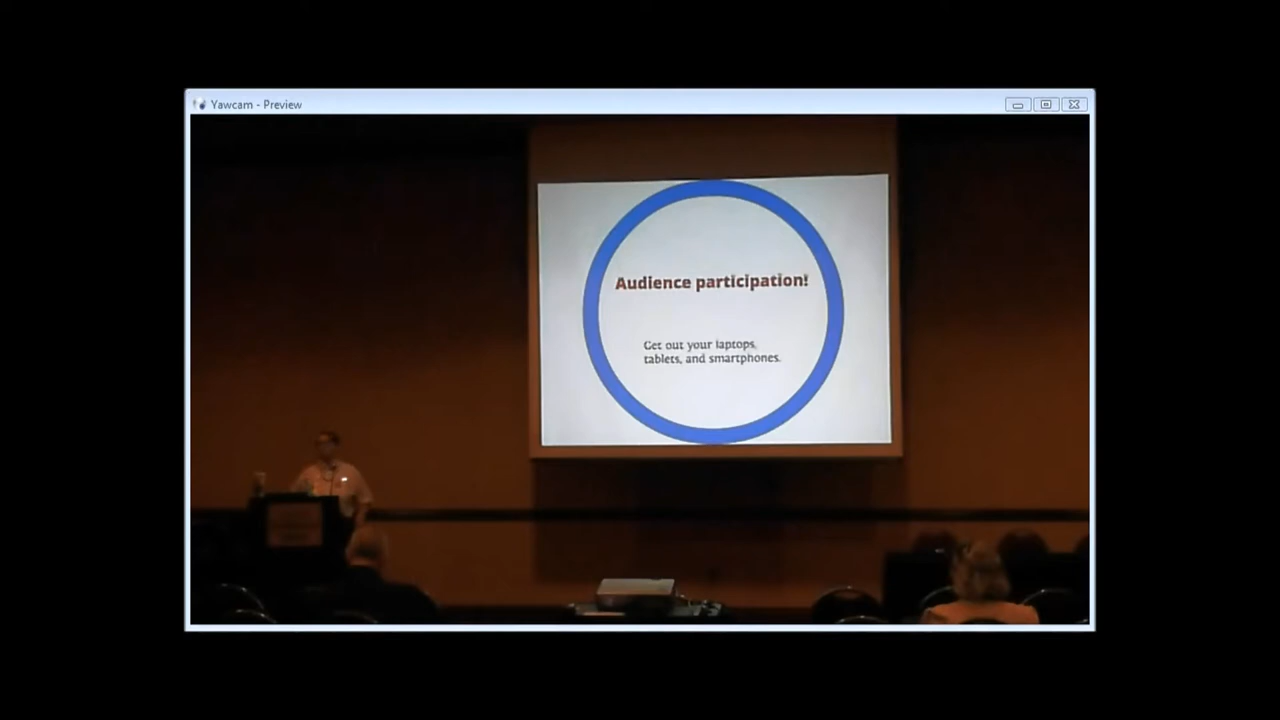 Yawcam - Preview
Audience participation!
Get out your laptops,
tablets, and smartphones.